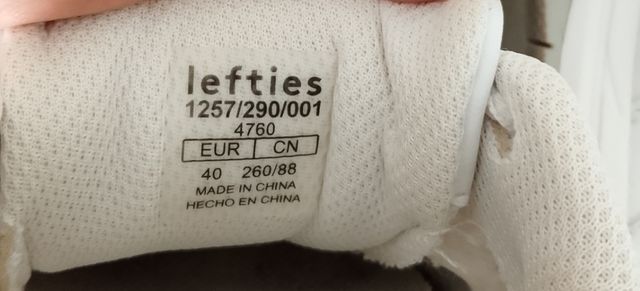 lefties
1257/290/001
4760
EUR CN
40 260/88
MADE IN CHINA
HECHO EN CHINA